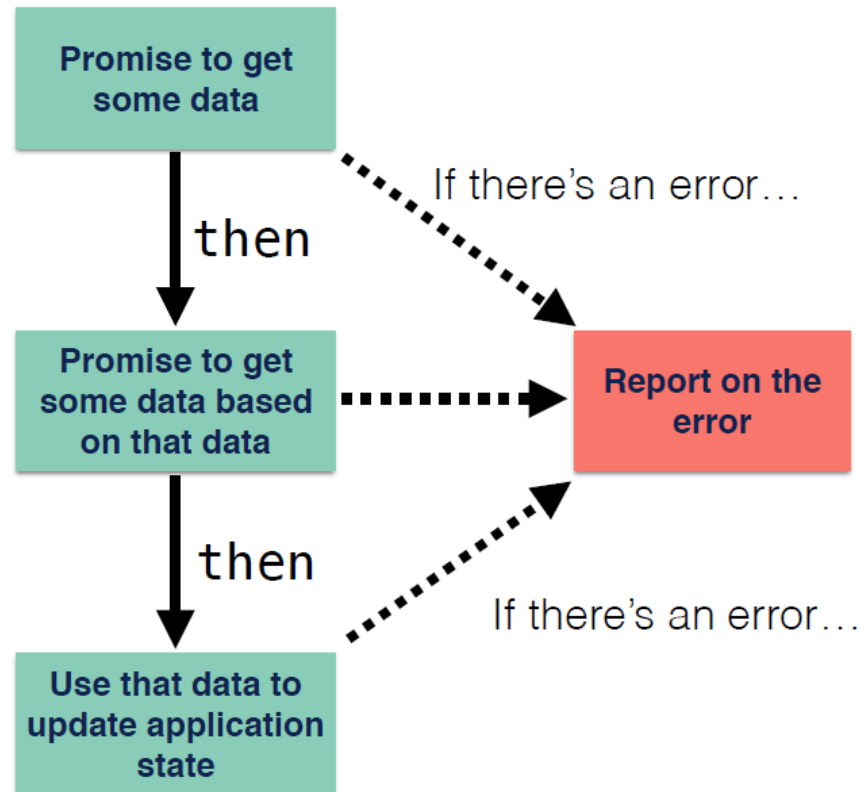 Promise to get
some data
If there's an error...
then
Promise to get
some data based
on that data
Report on the
error
then
If there's an error...
Use that data to
update application
state